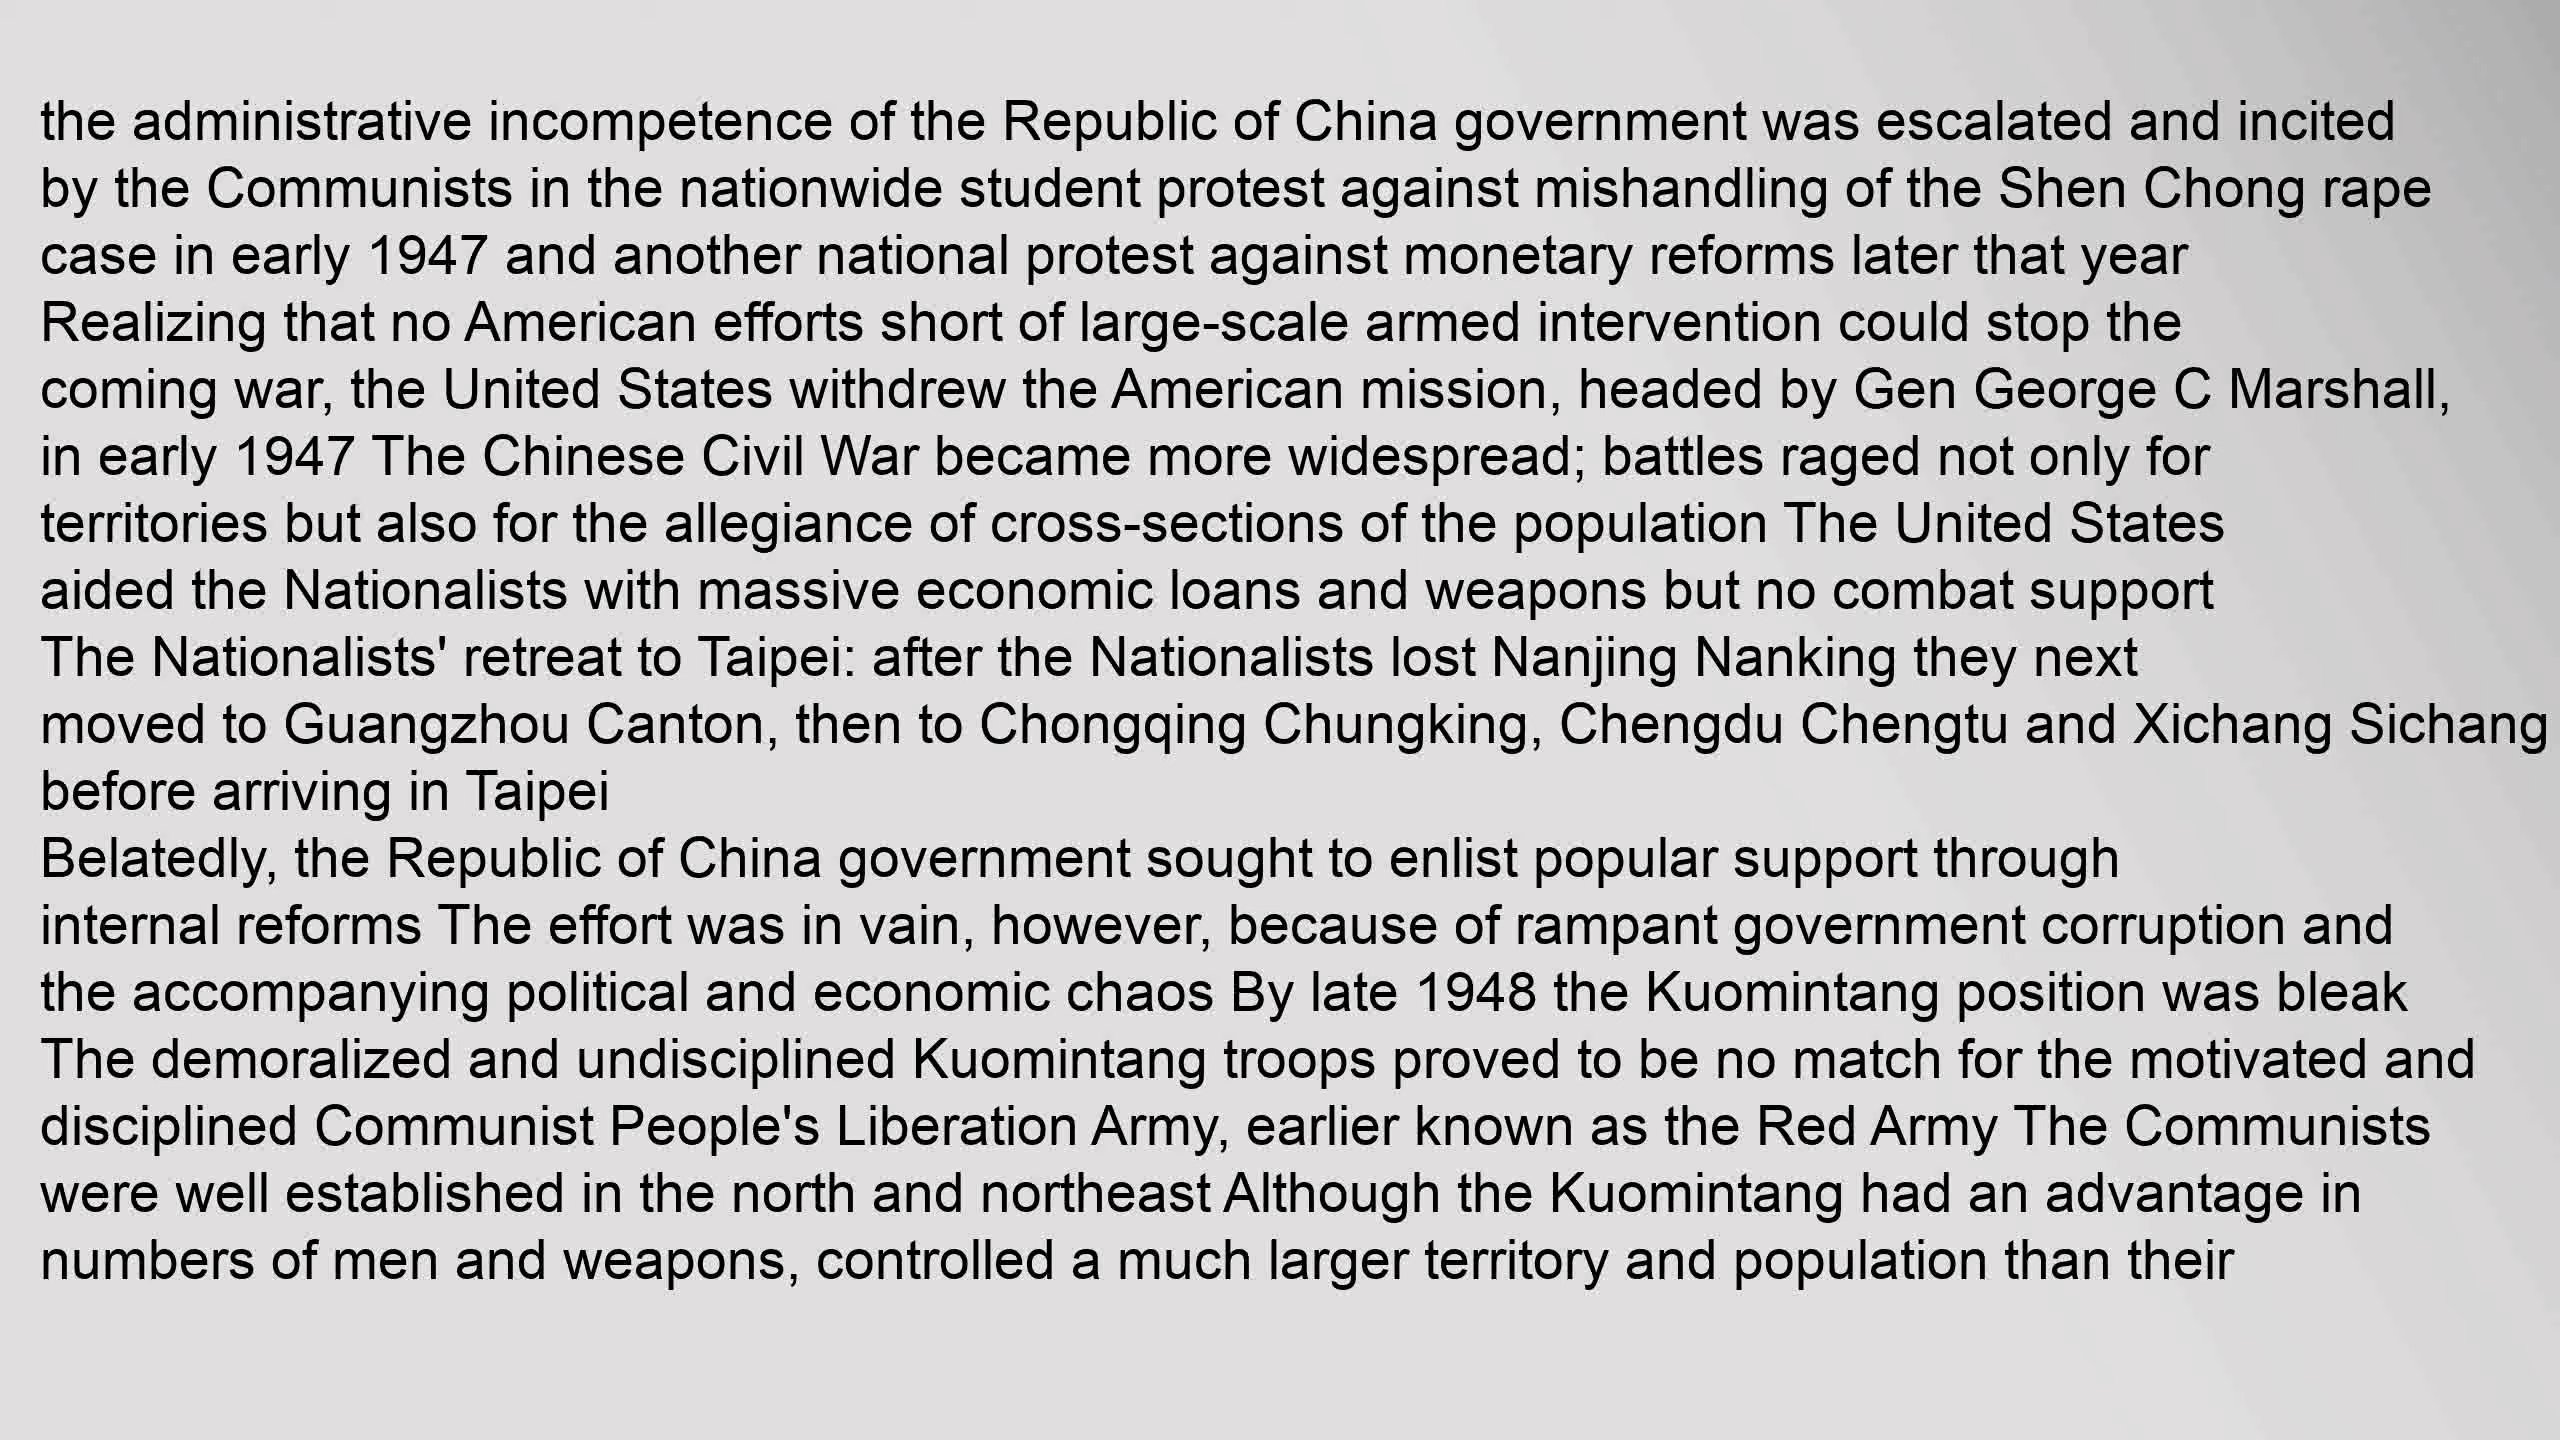 the administrative incompetence of the Republic of China government was escalated and incited
by the Communists in the nationwide student protest against mishandling of the Shen Chong rape
case in early 1947 and another national protest against monetary reforms later that year
Realizing that no American efforts short of large-scale armed intervention could stop the
coming war, the United States withdrew the American mission, headed by Gen George C Marshall,
in early 1947 The Chinese Civil War became more widespread; battles raged not only for
territories but also for the allegiance of cross-sections of the population The United States
aided the Nationalists with massive economic loans and weapons but no combat support
The Nationalists' retreat to Taipei: after the Nationalists lost Nanjing Nanking they next
moved to Guangzhou Canton, then to Chongqing Chungking, Chengdu Chengtu and Xichang Sichang
before arriving in Taipei
Belatedly, the Republic of China government sought to enlist popular support through
internal reforms The effort was in vain, however, because of rampant government corruption and
the accompanying political and economic chaos By late 1948 the Kuomintang position was bleak
The demoralized and undisciplined Kuomintang troops proved to be no match for the motivated and
disciplined Communist People's Liberation Army, earlier known as the Red Army The Communists
were well established in the north and northeast Although the Kuomintang had an advantage in
numbers of men and weapons, controlled a much larger territory and population than their